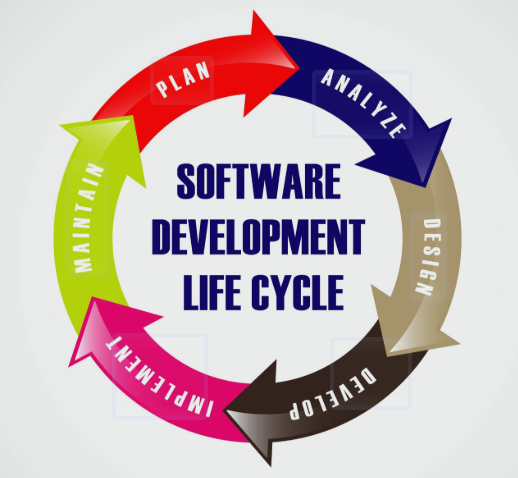 PLAN
ANALYZE
DESIGN
DEVELOP
IMPLEMENT
MAINTAIN
SOFTWARE
DEVELOPMENT
LIFE CYCLE